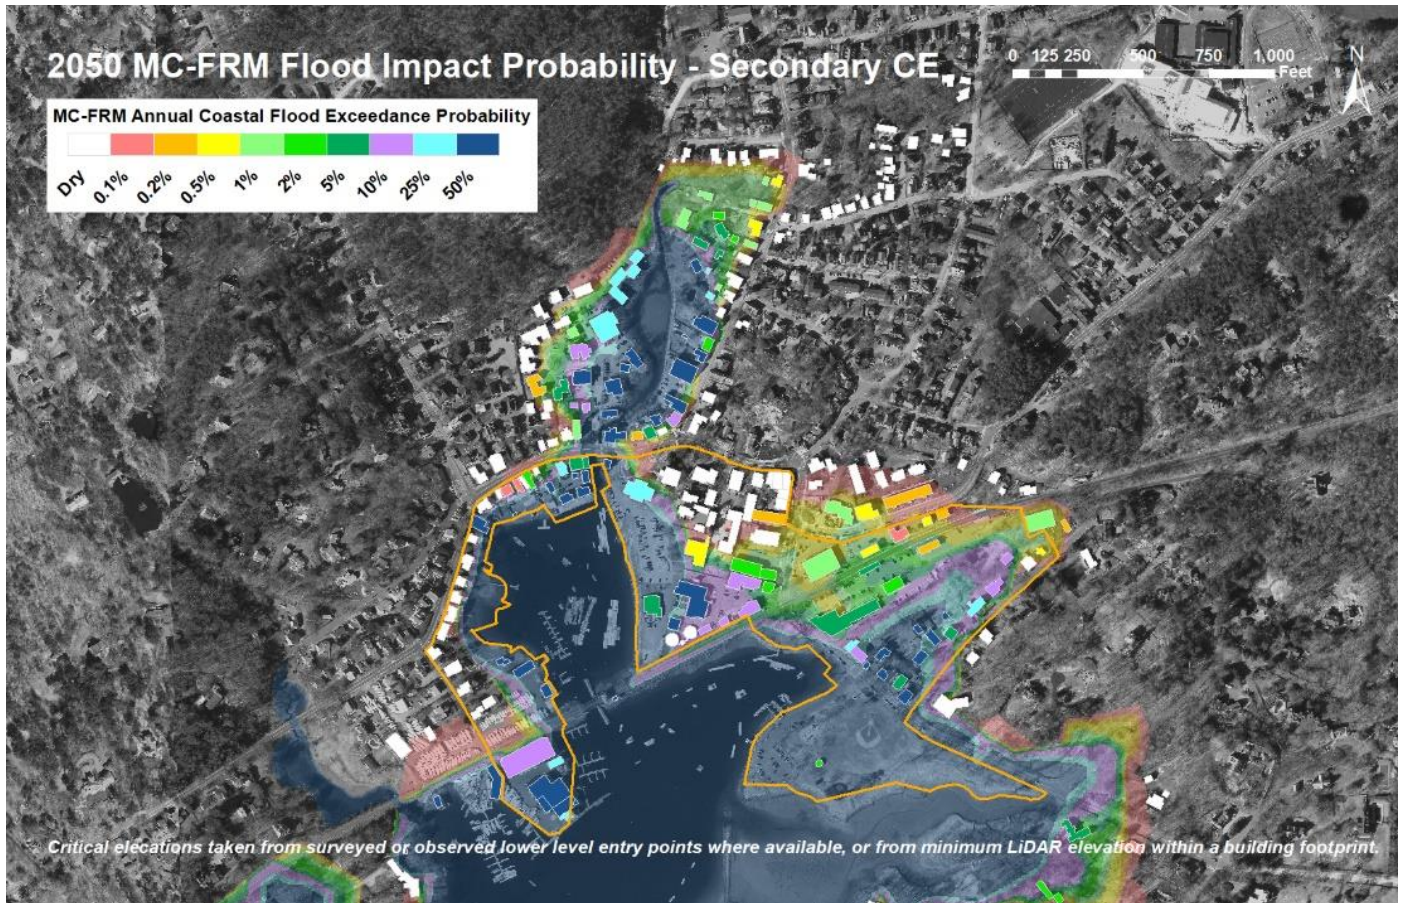 2050 MC-FRM Flood Impact Probability - Secondary CE
0 125 250 500 750 1,000
Feet
N
MC-FRM Annual Coastal Flood Exceedance Probability
Dry 0.1% 0.2% 0.5% 1% 2% 5% 10% 25% 50%
Critical elecations taken from surveyed or observed lower level entry points where available, or from minimum LiDAR elevation within a building footprint.